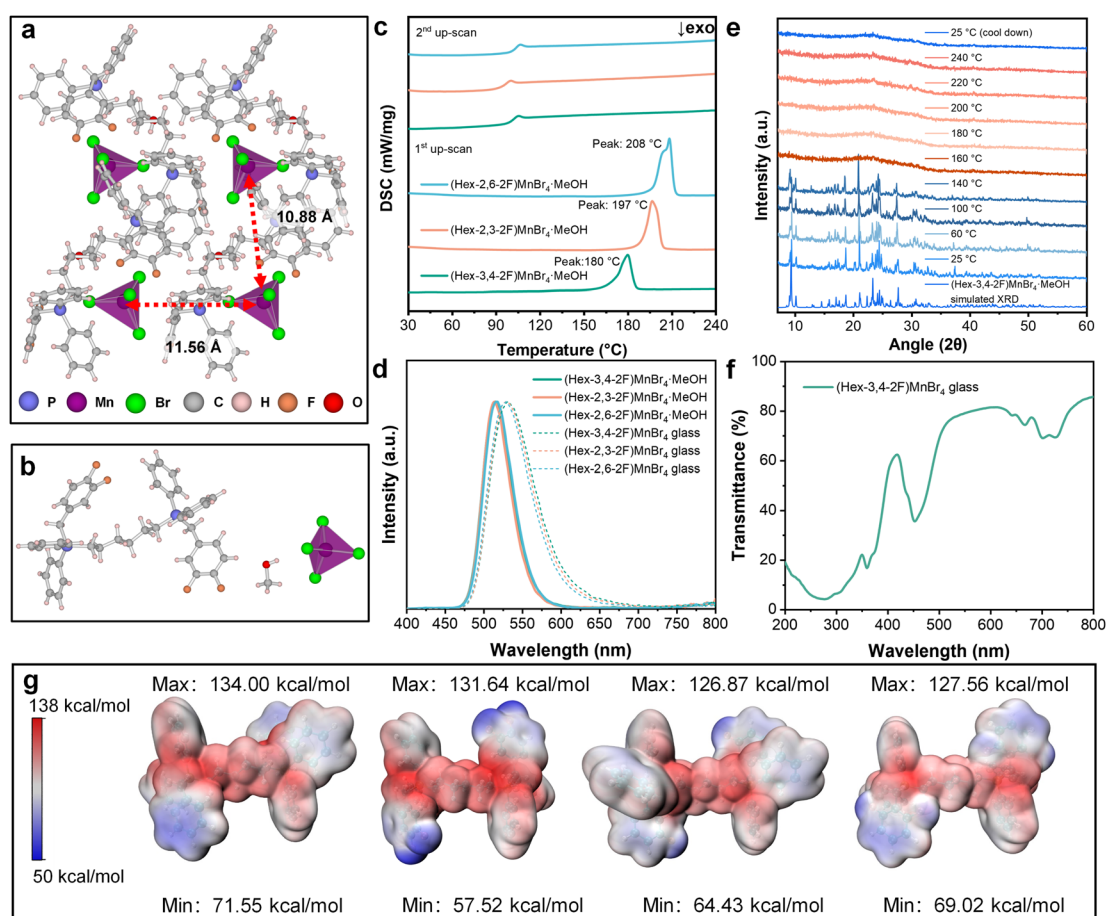 a
10.88 Å
11.56 Å
P Mn Br C H F O
b
c
↓exo
2nd up-scan
1st up-scan
Peak: 208 °C
(Hex-2,6-2F)MnBr4·MeOH
Peak: 197 °C
(Hex-2,3-2F)MnBr4·MeOH
Peak:180 °C
(Hex-3,4-2F)MnBr4·MeOH
DSC (mW/mg)
30 60 90 120 150 180 210 240
Temperature (°C)
d
(Hex-3,4-2F)MnBr4·MeOH
(Hex-2,3-2F)MnBr4·MeOH
(Hex-2,6-2F)MnBr4·MeOH
(Hex-3,4-2F)MnBr4 glass
(Hex-2,3-2F)MnBr4 glass
(Hex-2,6-2F)MnBr4 glass
Intensity (a.u.)
400 450 500 550 600 650 700 750 800
Wavelength (nm)
e
25 °C (cool down)
240 °C
220 °C
200 °C
180 °C
160 °C
140 °C
100 °C
60 °C
25 °C
(Hex-3,4-2F)MnBr4·MeOH
simulated XRD
Intensity (a.u.)
10 20 30 40 50 60
Angle (2θ)
f
(Hex-3,4-2F)MnBr4 glass
Transmittance (%)
100
80
60
40
20
0
200 300 400 500 600 700 800
Wavelength (nm)
g
138 kcal/mol
50 kcal/mol
Max: 134.00 kcal/mol
Max: 131.64 kcal/mol
Max: 126.87 kcal/mol
Max: 127.56 kcal/mol
Min: 71.55 kcal/mol
Min: 57.52 kcal/mol
Min: 64.43 kcal/mol
Min: 69.02 kcal/mol